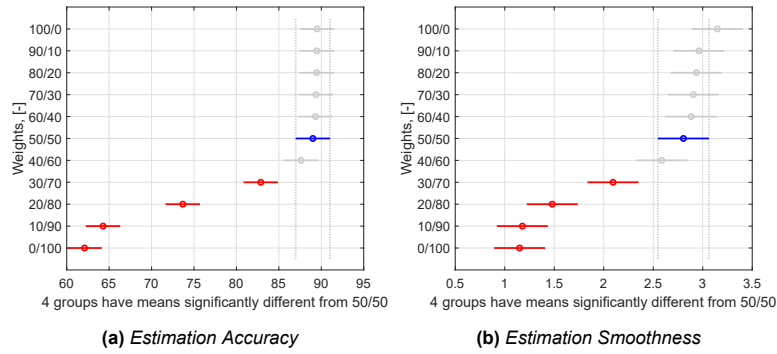 Weights, [-]
100/0
90/10
80/20
70/30
60/40
50/50
40/60
30/70
20/80
10/90
0/100
60 65 70 75 80 85 90 95
4 groups have means significantly different from 50/50
(a) Estimation Accuracy
Weights, [-]
100/0
90/10
80/20
70/30
60/40
50/50
40/60
30/70
20/80
10/90
0/100
0.5 1 1.5 2 2.5 3 3.5
4 groups have means significantly different from 50/50
(b) Estimation Smoothness